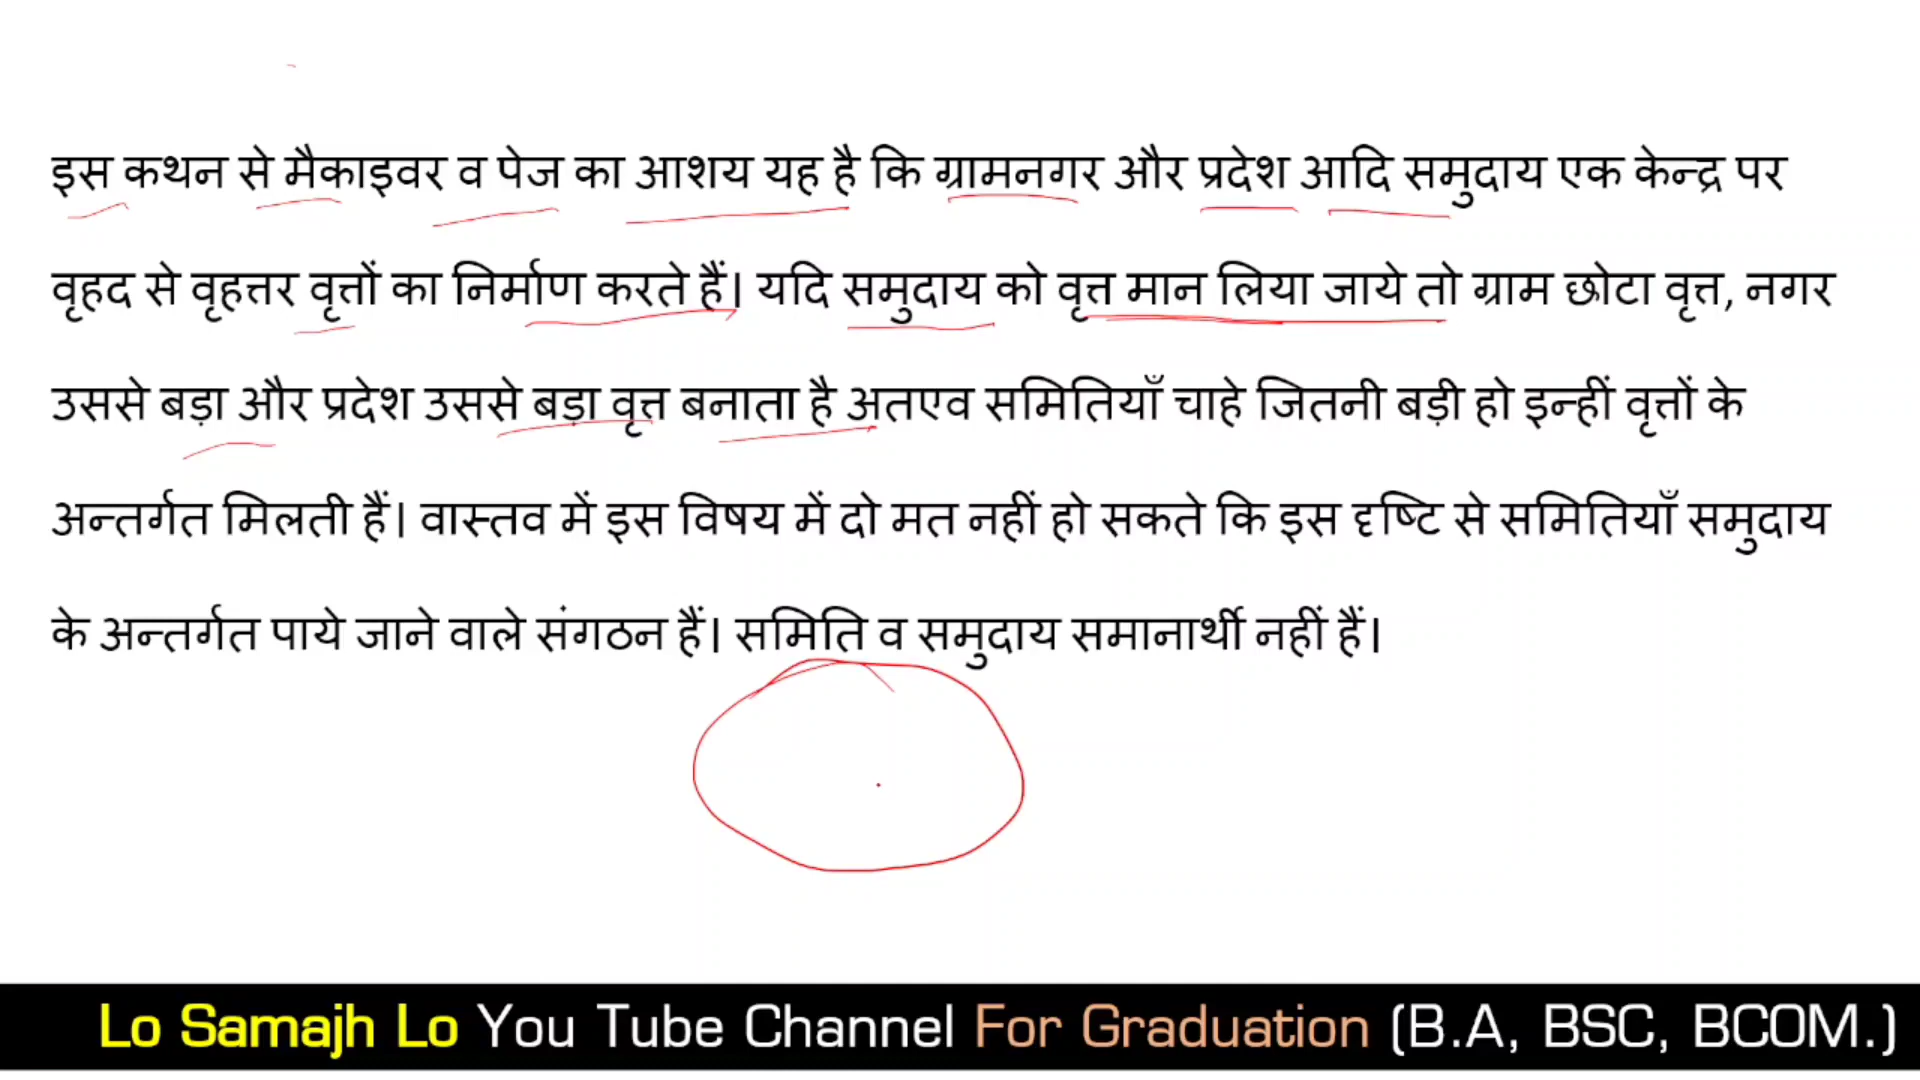 इस कथन से मैकाइवर व पेज का आशय यह है कि ग्रामनगर और प्रदेश आदि समुदाय एक केन्द्र पर
वृहद से वृहत्तर वृत्तों का निर्माण करते हैं। यदि समुदाय को वृत्त मान लिया जाये तो ग्राम छोटा वृत्त, नगर
उससे बड़ा और प्रदेश उससे बड़ा वृत्त बनाता है अतएव समितियाँ चाहे जितनी बड़ी हो इन्हीं वृत्तों के
अन्तर्गत मिलती हैं। वास्तव में इस विषय में दो मत नहीं हो सकते कि इस दृष्टि से समितियाँ समुदाय
के अन्तर्गत पाये जाने वाले संगठन हैं। समिति व समुदाय समानार्थी नहीं हैं।
Lo Samajh Lo You Tube Channel For Graduation (B.A, BSC, BCOM.)